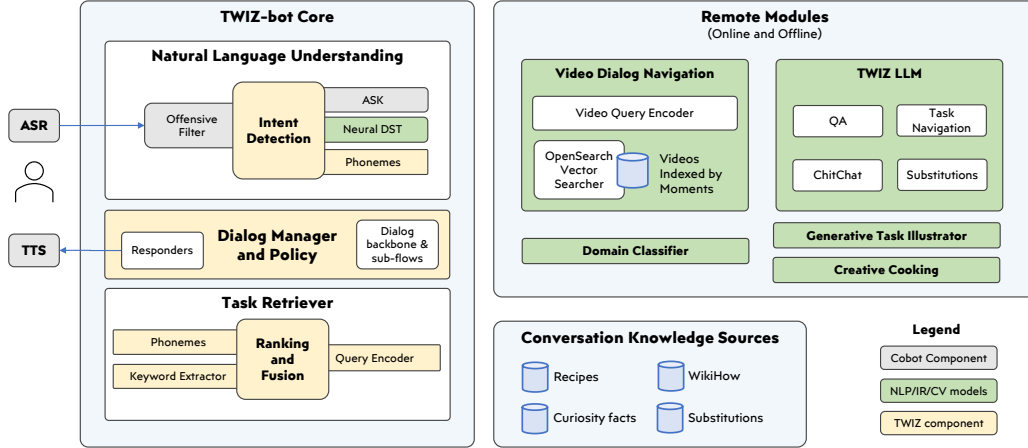 TWIZ-bot Core
Natural Language Understanding
ASR
Offensive
Filter
Intent
Detection
ASK
Neural DST
Phonemes
TTS
Responders
Dialog Manager
and Policy
Dialog
backbone &
sub-flows
Task Retriever
Phonemes
Keyword Extractor
Ranking
and
Fusion
Query Encoder
Remote Modules
(Online and Offline)
Video Dialog Navigation
Video Query Encoder
OpenSearch
Vector
Searcher
Videos
Indexed by
Moments
Domain Classifier
TWIZ LLM
QA
Task
Navigation
ChitChat
Substitutions
Generative Task Illustrator
Creative Cooking
Conversation Knowledge Sources
Recipes
WikiHow
Curiosity facts
Substitutions
Legend
Cobot Component
NLP/IR/CV models
TWIZ component